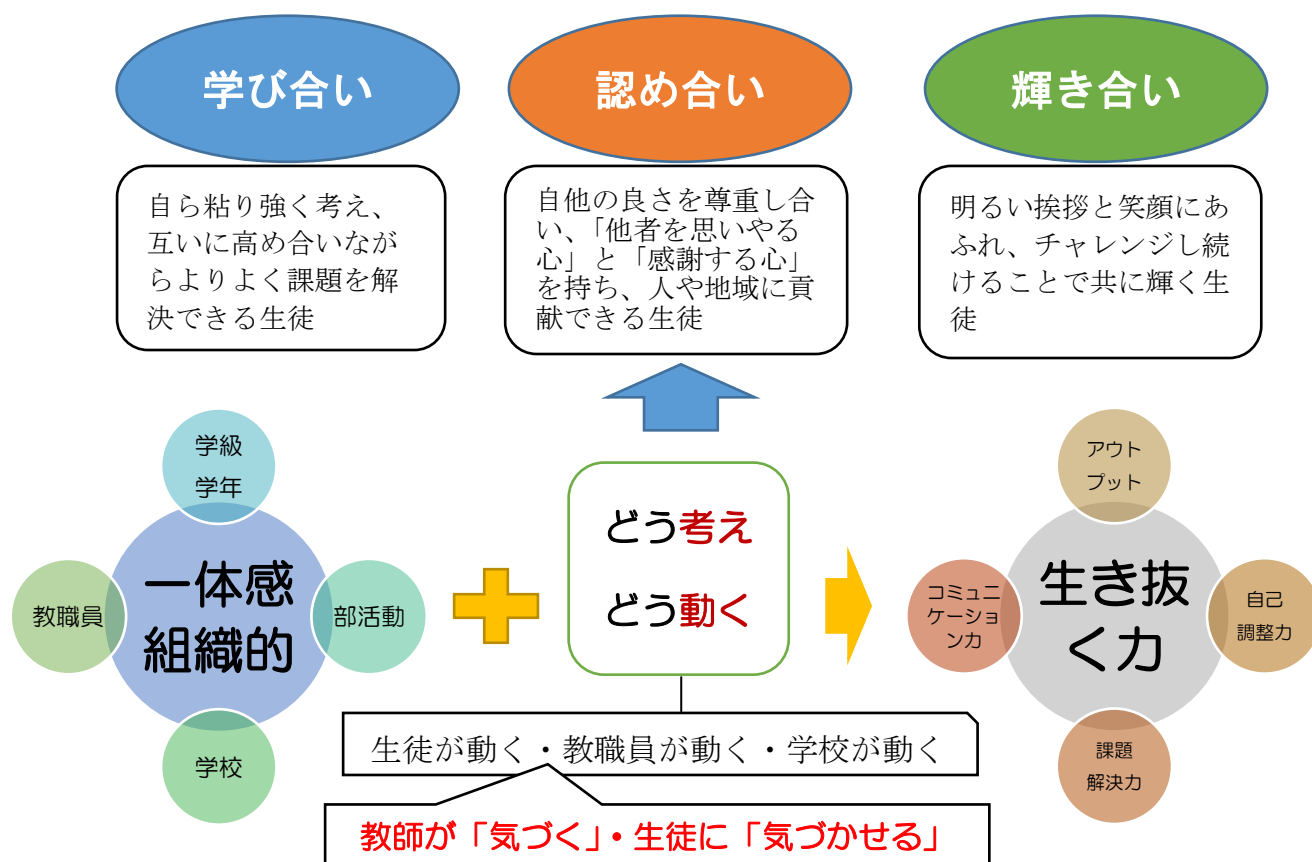 学び合い
認め合い
輝き合い
自ら粘り強く考え、
互いに高め合いなが
らよりよく課題を解
決できる生徒
自他の良さを尊重し合
い、「他者を思いやる
心」と「感謝する心」
を持ち、人や地域に貢
献できる生徒
明るい挨拶と笑顔にあ
ふれ、チャレンジし続
けることで共に輝く生
徒
学級
学年
教職員
一体感
組織的
部活動
学校
どう考え
どう動く
アウト
プット
コミュニ
ケーショ
ン力
生き抜
く力
自己
調整力
課題
解決力
生徒が動く・教職員が動く・学校が動く
教師が「気づく」・生徒に「気づかせる」